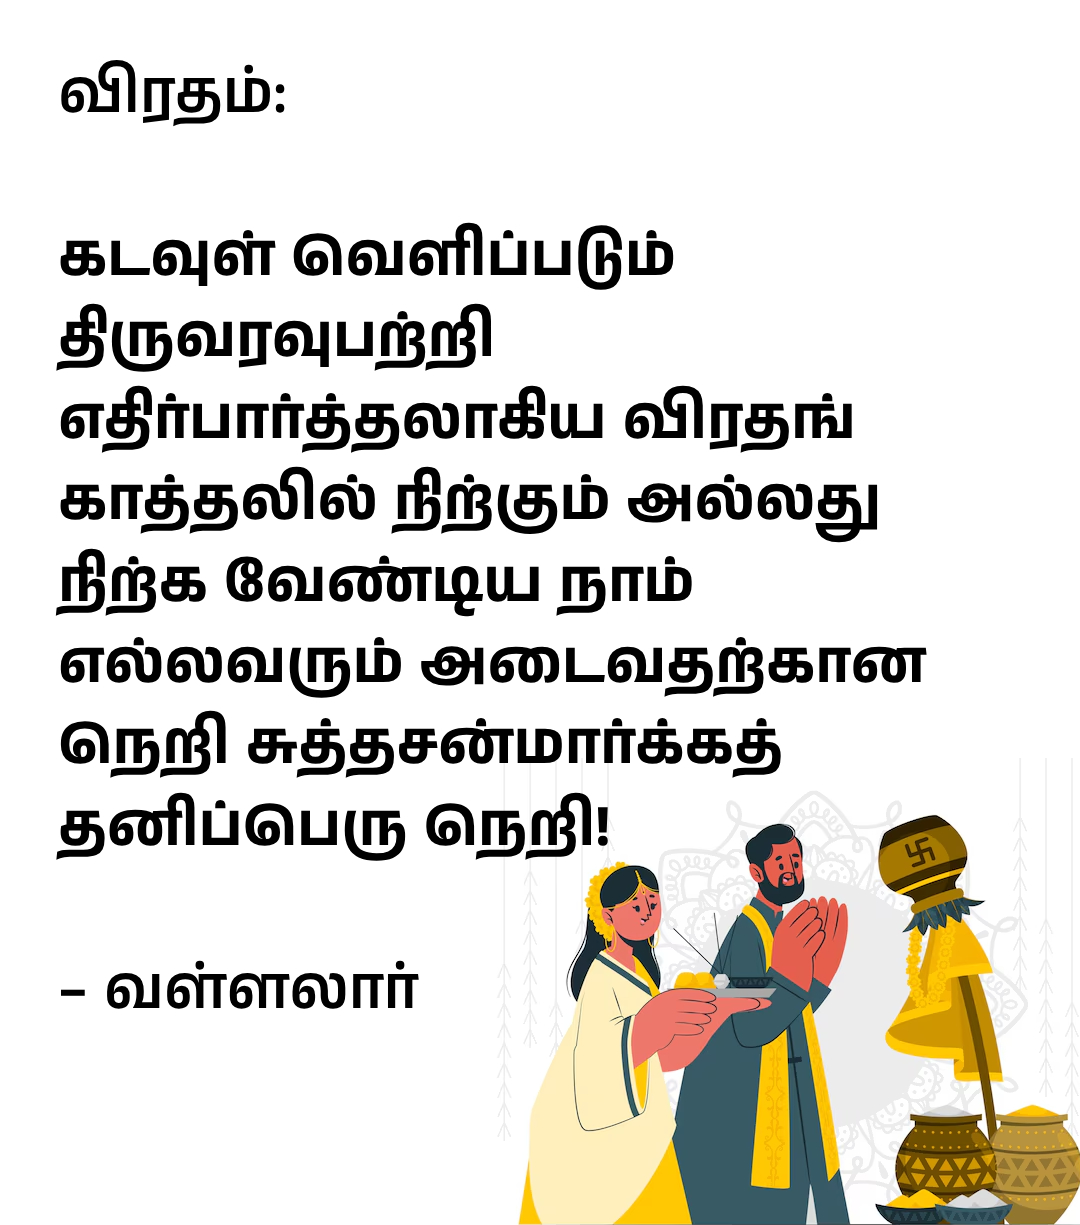 விரதம்:
கடவுள் வெளிப்படும்
திருவரவுபற்றி
எதிர்பார்த்தலாகிய விரதங்
காத்தலில் நிற்கும் அல்லது
நிற்க வேண்டிய நாம்
எல்லவரும் அடைவதற்கான
நெறி சுத்தசன்மார்க்கத்
தனிப்பெரு நெறி!
– வள்ளலார்